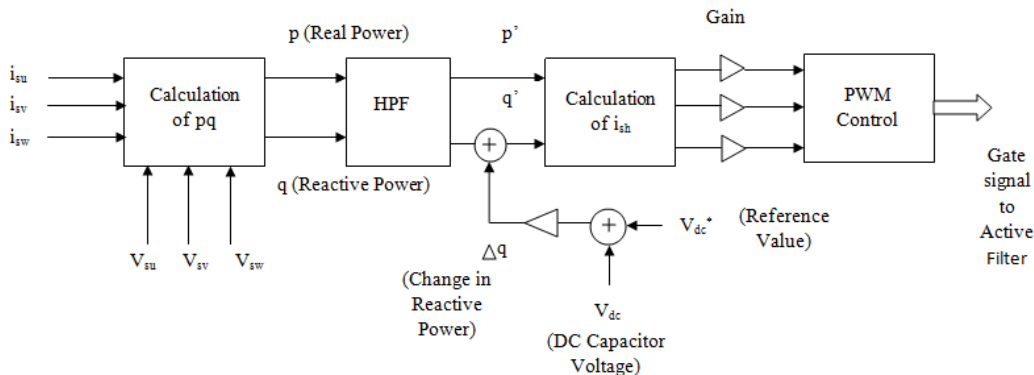 Gain
p (Real Power)
p'
i_su
i_sv
i_sw
Calculation
of pq
HPF
q'
Calculation
of i_sh
PWM
Control
q (Reactive Power)
Gate
signal
to
Active
Filter
V_su
V_sv
V_sw
Δq
(Change in
Reactive
Power)
+
+
V_dc*
(Reference
Value)
V_dc
(DC Capacitor
Voltage)